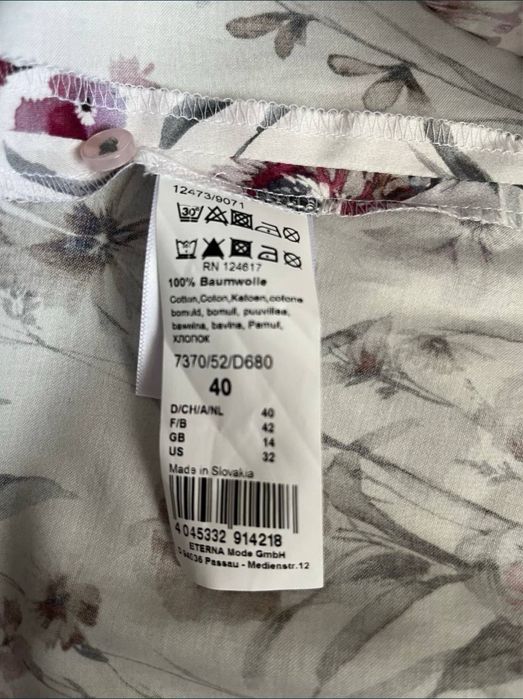 12473/9071
30
RN 124617
100% Baumwolle
Cotton,Coton,Katoen,cotone
bomuld, bomull, puuvillaa,
bawełna, bavlna, Pamut,
хлопок
7370/52/D680
40
D/CH/A/NL 40
F/B 42
GB 14
US 32
Made in Slovakia
4 045332 914218
ETERNA Mode GmbH
D 94036 Passau - Medienstr.12